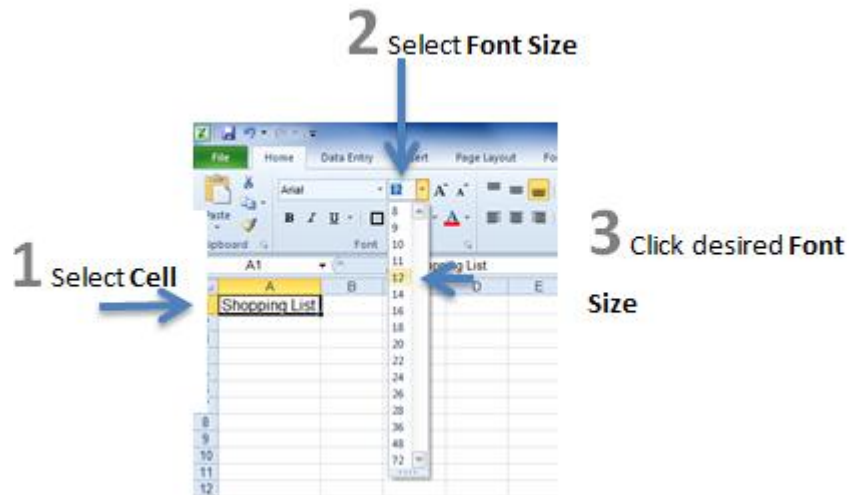 2 Select Font Size
File Home Data Entry Page Layout
Arial 12 A A
B I U A
Font
1 Select Cell
3 Click desired Font
Size
A1 Shopping List
A B D E
Shopping List
8
9
10
11
12
14
16
18
20
22
24
26
28
36
48
72
8
9
10
11
12